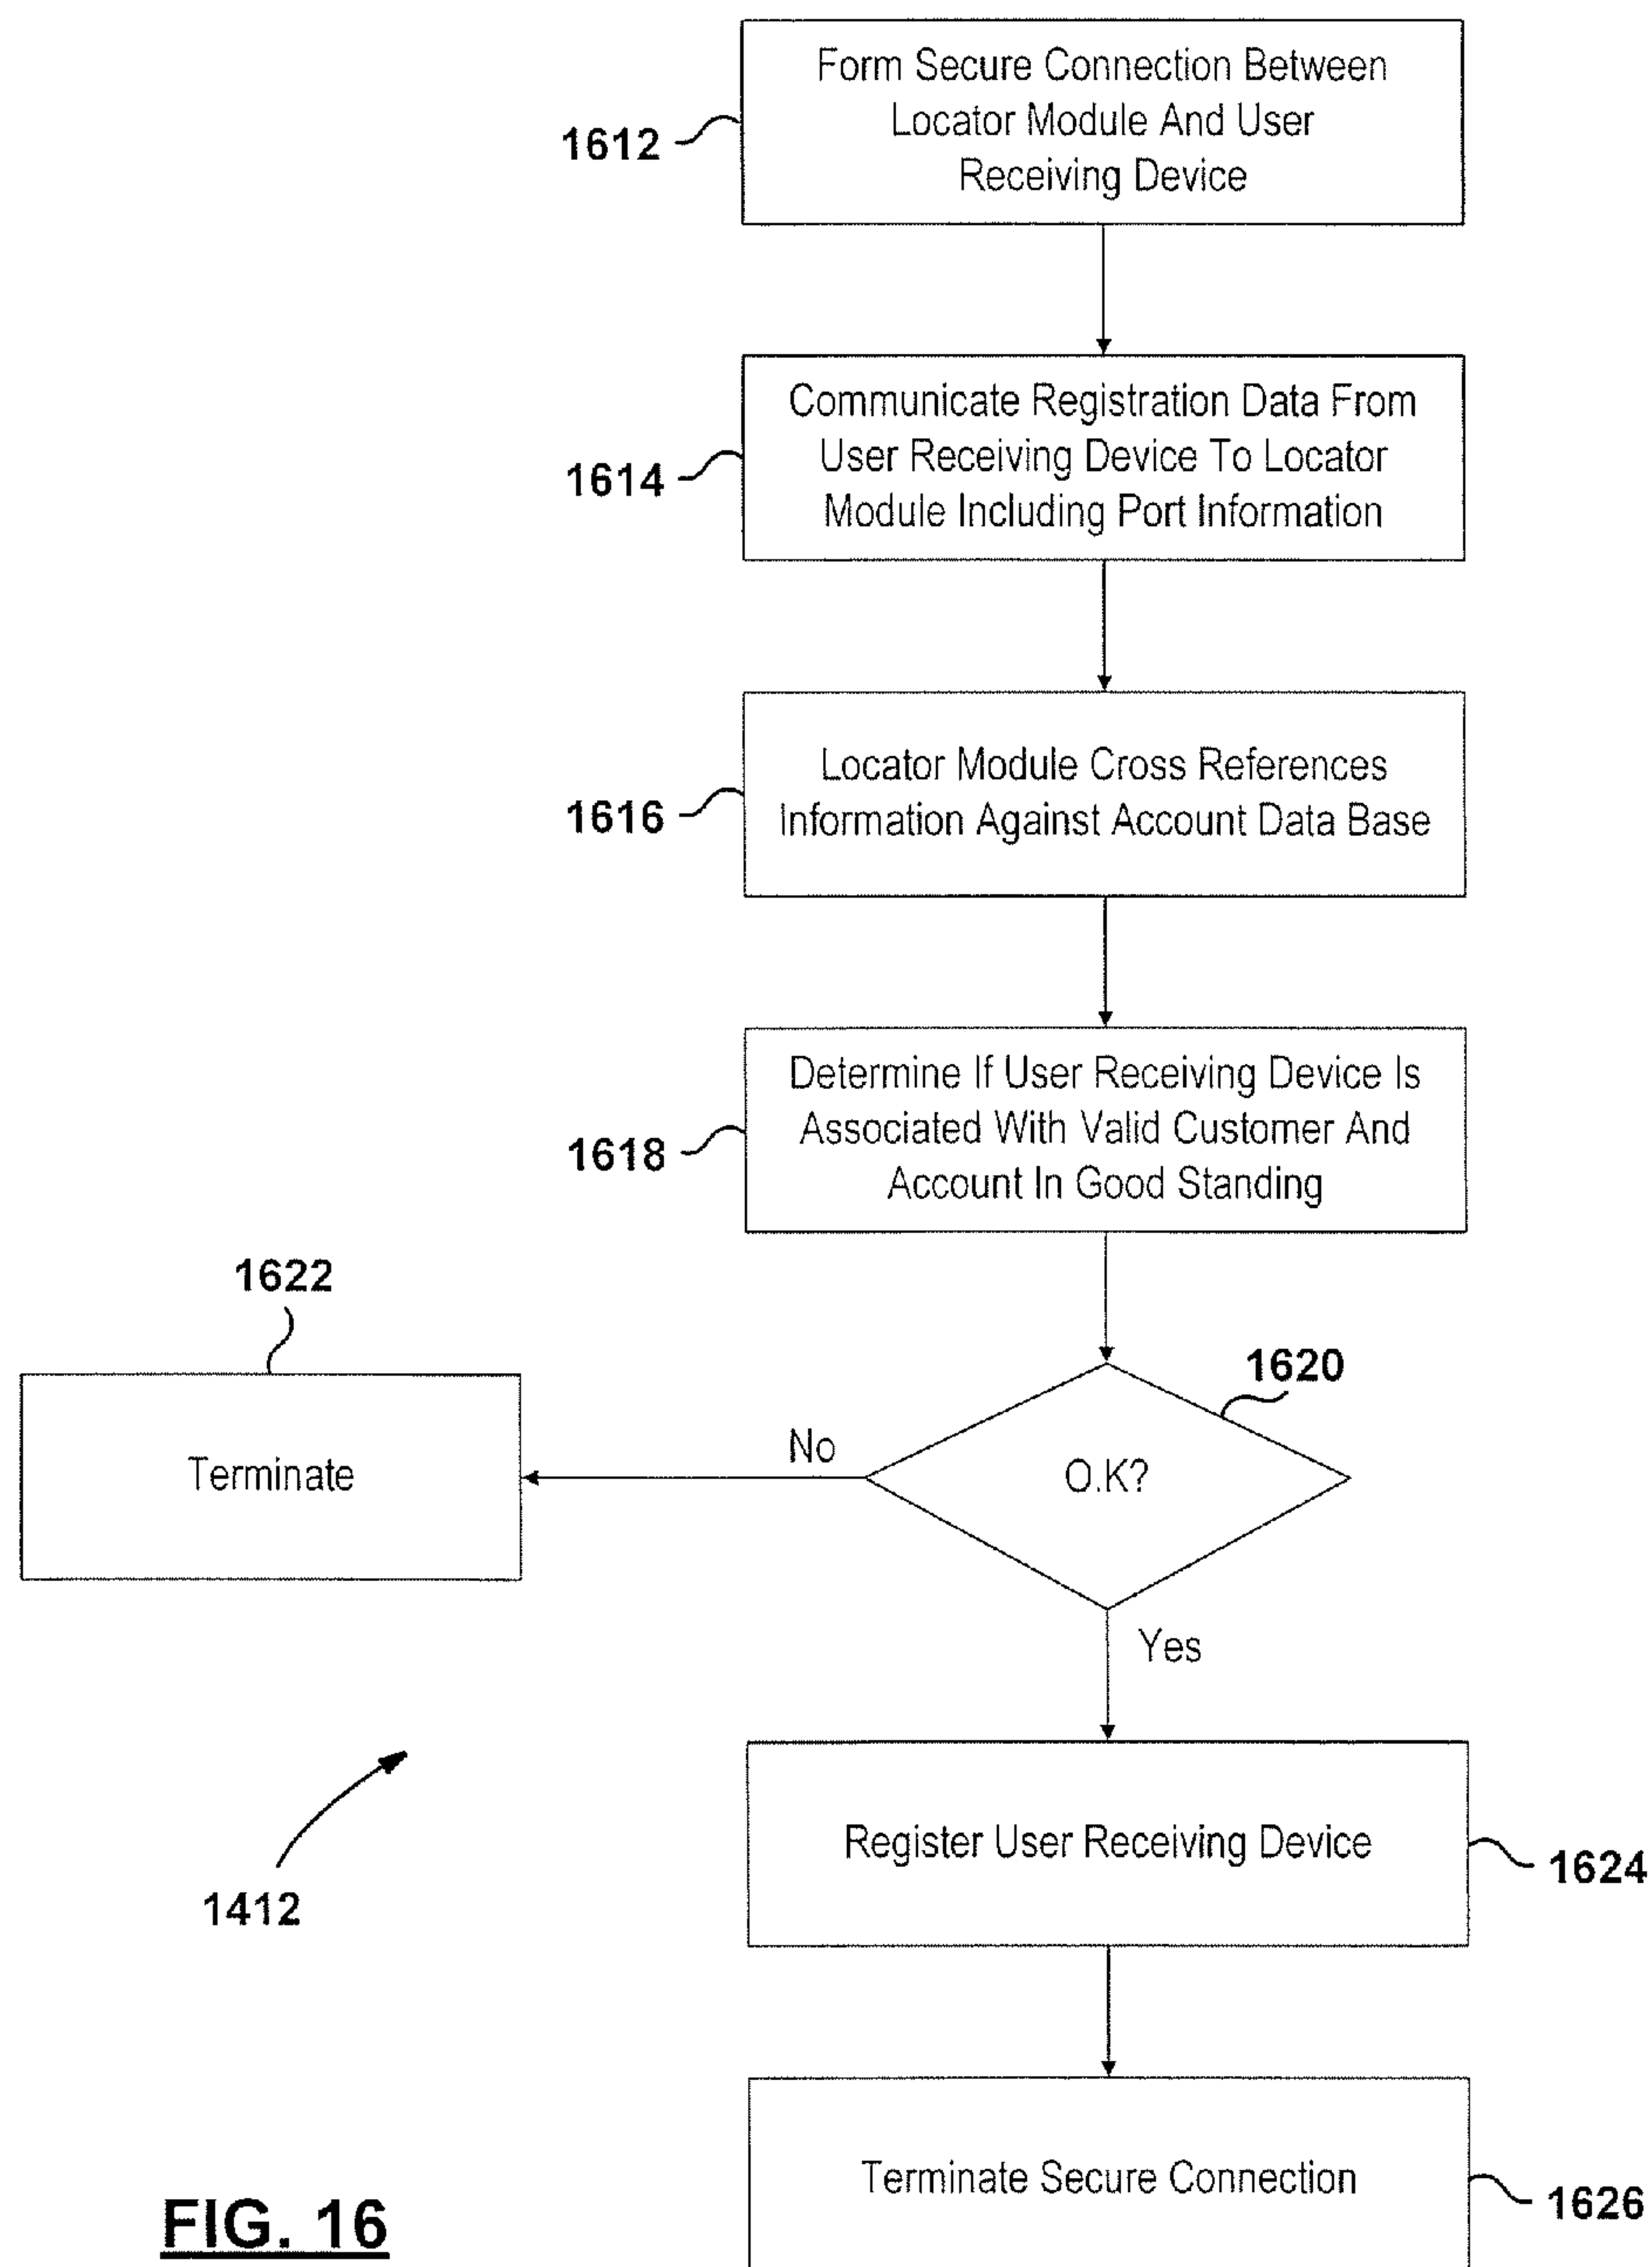 Form Secure Connection Between
Locator Module And User
Receiving Device
1612
Communicate Registration Data From
User Receiving Device To Locator
Module Including Port Information
1614
Locator Module Cross References
Information Against Account Data Base
1616
Determine If User Receiving Device Is
Associated With Valid Customer And
Account In Good Standing
1618
1622
Terminate
No
1620
O.K?
Yes
1412
Register User Receiving Device
1624
Terminate Secure Connection
1626
FIG. 16